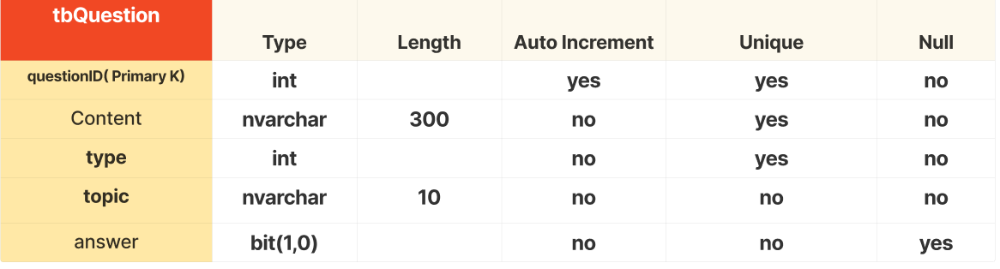 tbQuestion Type Length Auto Increment Unique Null
questionID( Primary K) int yes yes no
Content nvarchar 300 no yes no
type int no yes no
topic nvarchar 10 no no no
answer bit(1,0) no no yes